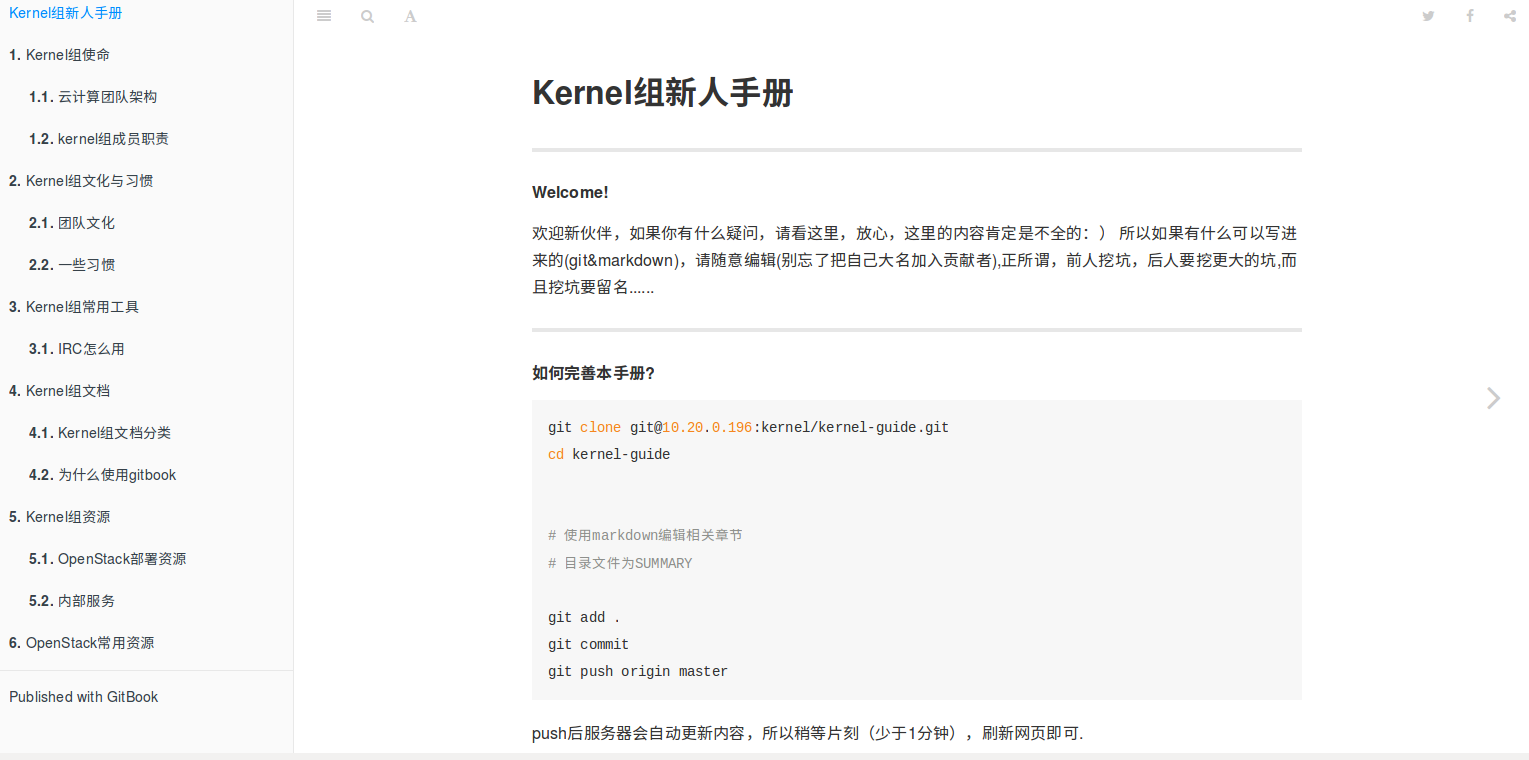 Kernel组新人手册
1. Kernel组使命
1.1. 云计算团队架构
1.2. kernel组成员职责
2. Kernel组文化与习惯
2.1. 团队文化
2.2. 一些习惯
3. Kernel组常用工具
3.1. IRC怎么用
4. Kernel组文档
4.1. Kernel组文档分类
4.2. 为什么使用gitbook
5. Kernel组资源
5.1. OpenStack部署资源
5.2. 内部服务
6. OpenStack常用资源
Published with GitBook
A
Kernel组新人手册
Welcome!
欢迎新伙伴，如果你有什么疑问，请看这里，放心，这里的内容肯定是不全的：） 所以如果有什么可以写进
来的(git&markdown)，请随意编辑(别忘了把自己大名加入贡献者),正所谓，前人挖坑，后人要挖更大的坑,而
且挖坑要留名......
如何完善本手册?
git clone git@10.20.0.196:kernel/kernel-guide.git
cd kernel-guide
# 使用markdown编辑相关章节
# 目录文件为SUMMARY
git add .
git commit
git push origin master
push后服务器会自动更新内容，所以稍等片刻（少于1分钟），刷新网页即可.